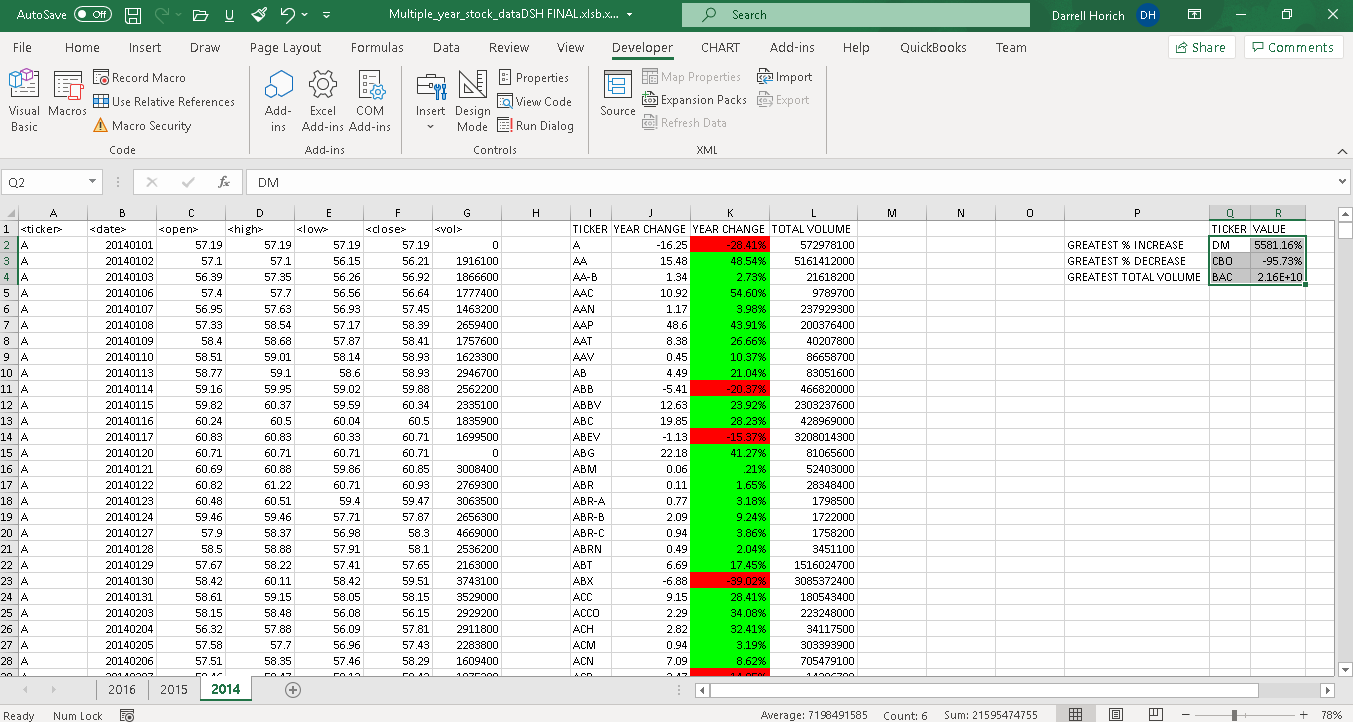 AutoSave Off Multiple_year_stock_dataDSH FINAL.xlsb.x... Search Darrell Horich DH
File Home Insert Draw Page Layout Formulas Data Review View Developer CHART Add-ins Help QuickBooks Team Share Comments
Visual Basic Macros Record Macro Use Relative References Macro Security Add-ins Excel Add-ins COM Add-ins Insert Design Mode Properties View Code Run Dialog Source Map Properties Expansion Packs Refresh Data Import Export
Code Add-ins Controls XML
Q2 fx DM
A B C D E F G H I J K L M N O P Q R
1 <ticker> <date> <open> <high> <low> <close> <vol> TICKER YEAR CHANGE YEAR CHANGE TOTAL VOLUME TICKER VALUE
2 A 20140101 57.19 57.19 57.19 57.19 0 A -16.25 -28.41% 572978100 GREATEST % INCREASE DM 5581.16%
3 A 20140102 57.1 57.1 56.15 56.21 1916100 AA 15.48 48.54% 5161412000 GREATEST % DECREASE CBO -95.73%
4 A 20140103 56.39 57.35 56.26 56.92 1866600 AA-B 1.34 2.73% 21618200 GREATEST TOTAL VOLUME BAC 2.16E+10
5 A 20140106 57.4 57.7 56.56 56.64 1777400 AAC 10.92 54.60% 9789700
6 A 20140107 56.95 57.63 56.93 57.45 1463200 AAN 1.17 3.98% 237929300
7 A 20140108 57.33 58.54 57.17 58.39 2659400 AAP 48.6 43.91% 200376400
8 A 20140109 58.4 58.68 57.87 58.41 1757600 AAT 8.38 26.66% 40207800
9 A 20140110 58.51 59.01 58.14 58.93 1623300 AAV 0.45 10.37% 86658700
10 A 20140113 58.77 59.1 58.6 58.93 2946700 AB 4.49 21.04% 83051600
11 A 20140114 59.16 59.95 59.02 59.88 2562200 ABB -5.41 -20.37% 466820000
12 A 20140115 59.82 60.37 59.59 60.34 2335100 ABBV 12.63 23.92% 2303237600
13 A 20140116 60.24 60.5 60.04 60.5 1835900 ABC 19.85 28.23% 428969000
14 A 20140117 60.83 60.83 60.33 60.71 1699500 ABEV -1.13 -15.37% 3208014300
15 A 20140120 60.71 60.71 60.71 60.71 0 ABG 22.18 41.27% 81065600
16 A 20140121 60.69 60.88 59.86 60.85 3008400 ABM 0.06 .21% 52403000
17 A 20140122 60.82 61.22 60.71 60.93 2769300 ABR 0.11 1.65% 28348400
18 A 20140123 60.48 60.51 59.4 59.47 3063500 ABR-A 0.77 3.18% 1798500
19 A 20140124 59.46 59.46 57.71 57.87 2656300 ABR-B 2.09 9.24% 1722000
20 A 20140127 57.9 58.37 56.98 58.3 4669000 ABR-C 0.94 3.86% 1758200
21 A 20140128 58.5 58.88 57.91 58.1 2536200 ABRN 0.49 2.04% 3451100
22 A 20140129 57.67 58.22 57.41 57.65 2163000 ABT 6.69 17.45% 1516024700
23 A 20140130 58.42 60.11 58.42 59.51 3743100 ABX -6.88 -39.02% 3085372400
24 A 20140131 58.61 59.15 58.05 58.15 3529000 ACC 9.15 28.41% 180543400
25 A 20140203 58.15 58.48 56.08 56.15 2929200 ACCO 2.29 34.08% 223248000
26 A 20140204 56.32 57.88 56.09 57.81 2911800 ACH 2.82 32.41% 34117500
27 A 20140205 57.58 57.7 56.96 57.43 2283800 ACM 0.94 3.19% 303393900
28 A 20140206 57.51 58.35 57.46 58.29 1609400 ACN 7.09 8.62% 705479100
2016 2015 2014
Ready Num Lock Average: 7198491585 Count: 6 Sum: 21595474755 78%